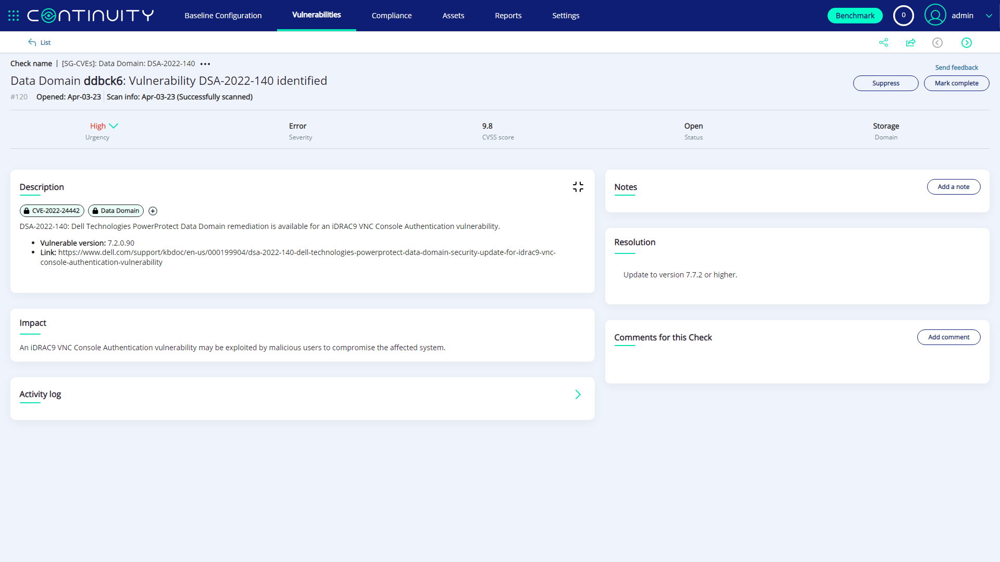 CONTINUITY Baseline Configuration Vulnerabilities Compliance Assets Reports Settings Benchmark 0 admin
List
Check name | [SG-CVEs]: Data Domain: DSA-2022-140 •••
Send feedback
Data Domain ddbck6: Vulnerability DSA-2022-140 identified
Suppress Mark complete
#120 Opened: Apr-03-23 Scan info: Apr-03-23 (Successfully scanned)
High Error 9.8 Open Storage
Urgency Severity CVSS score Status Domain
Description
CVE-2022-24442 Data Domain
DSA-2022-140: Dell Technologies PowerProtect Data Domain remediation is available for an iDRAC9 VNC Console Authentication vulnerability.
• Vulnerable version: 7.2.0.90
• Link: https://www.dell.com/support/kbdoc/en-us/000199904/dsa-2022-140-dell-technologies-powerprotect-data-domain-security-update-for-idrac9-vnc-
console-authentication-vulnerability
Impact
An iDRAC9 VNC Console Authentication vulnerability may be exploited by malicious users to compromise the affected system.
Activity log
Notes Add a note
Resolution
Update to version 7.7.2 or higher.
Comments for this Check Add comment